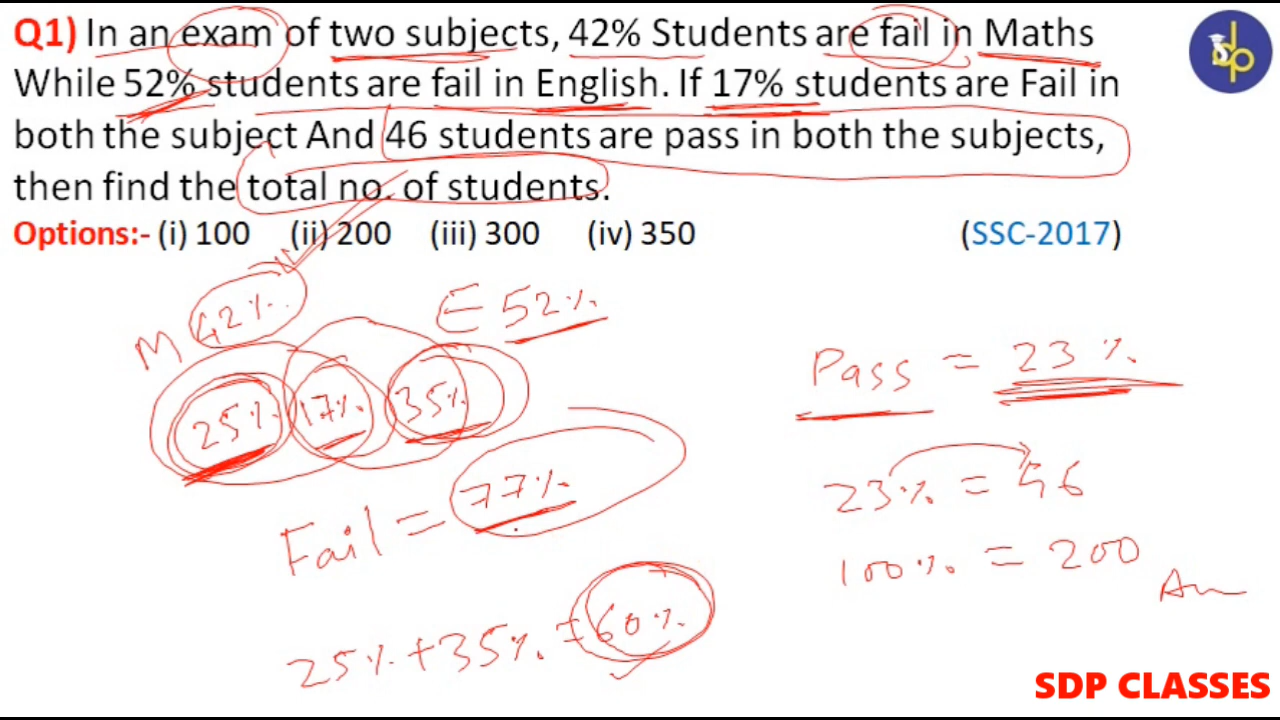 Q1) In an exam of two subjects, 42% Students are fail in Maths
While 52% students are fail in English. If 17% students are Fail in
both the subject And 46 students are pass in both the subjects,
then find the total no. of students.
Options:- (i) 100 (ii) 200 (iii) 300 (iv) 350 (SSC-2017)
M 42% E 52%
25% 17% 35%
Pass = 23%
Fail = 77%
23% = 46
100% = 200
Ans
25% + 35% = 60%
dp
SDP CLASSES